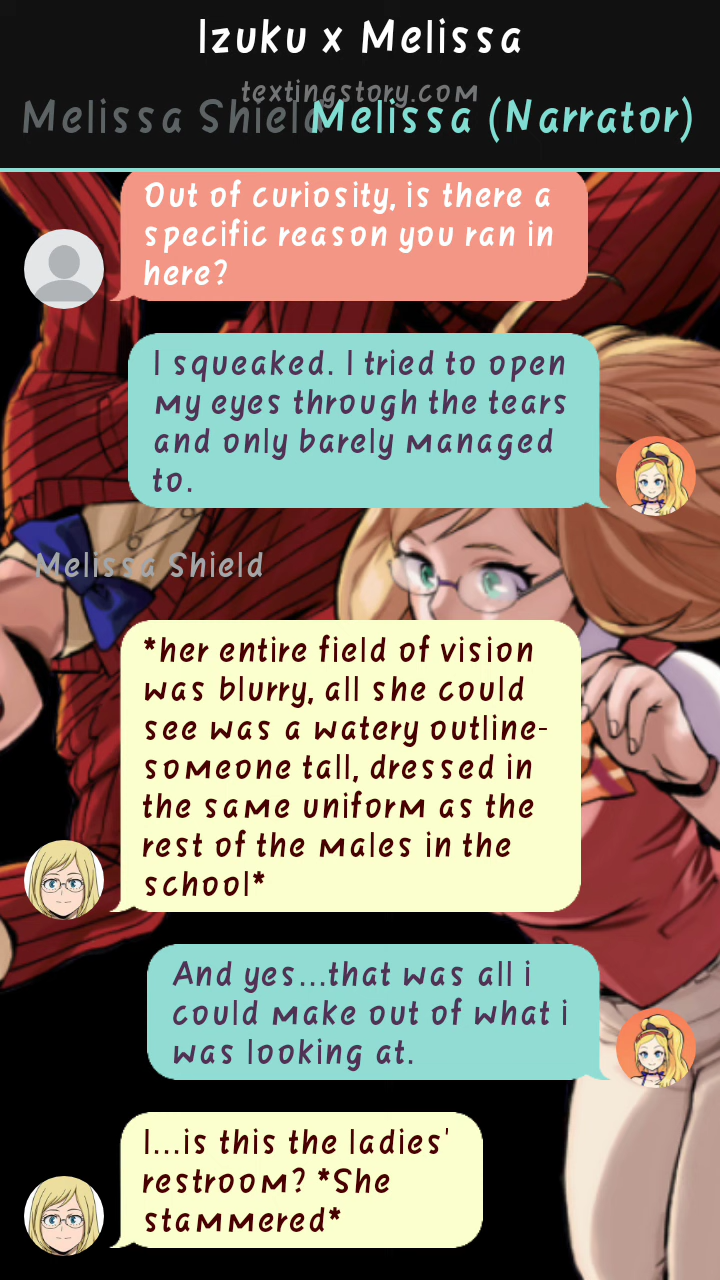 Izuku x Melissa
textingstory.com
Melissa Shield
Melissa (Narrator)
Out of curiosity, is there a
specific reason you ran in
here?
I squeaked. I tried to open
my eyes through the tears
and only barely managed
to.
Melissa Shield
*her entire field of vision
was blurry, all she could
see was a watery outline-
someone tall, dressed in
the same uniform as the
rest of the males in the
school*
And yes...that was all i
could make out of what i
was looking at.
I...is this the ladies'
restroom? *She
stammered*